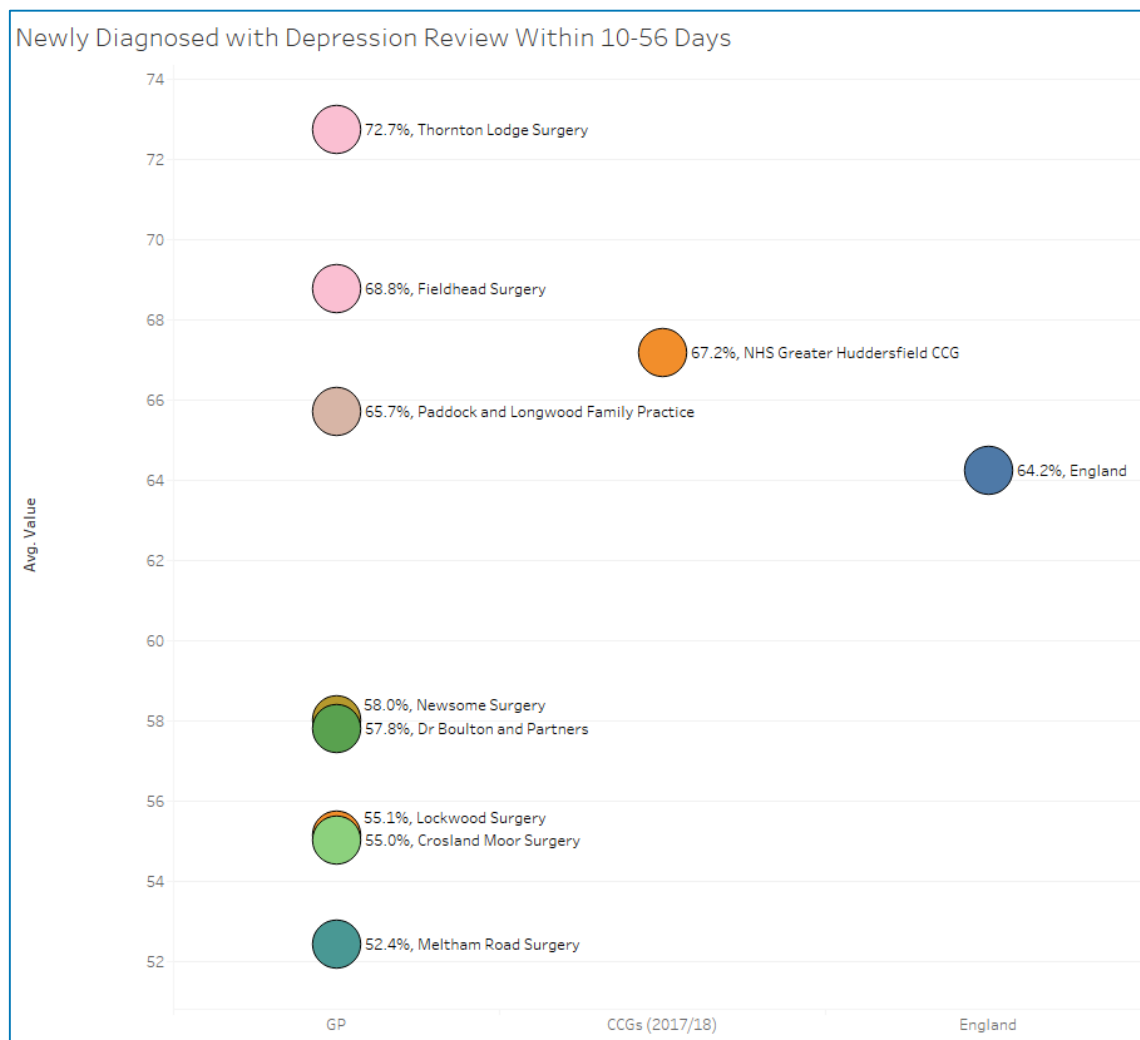 Newly Diagnosed with Depression Review Within 10-56 Days
74
72
70
68
66
64
62
60
58
56
54
52
Avg. Value
72.7%, Thornton Lodge Surgery
68.8%, Fieldhead Surgery
67.2%, NHS Greater Huddersfield CCG
65.7%, Paddock and Longwood Family Practice
64.2%, England
58.0%, Newsome Surgery
57.8%, Dr Boulton and Partners
55.1%, Lockwood Surgery
55.0%, Crosland Moor Surgery
52.4%, Meltham Road Surgery
GP
CCGs (2017/18)
England